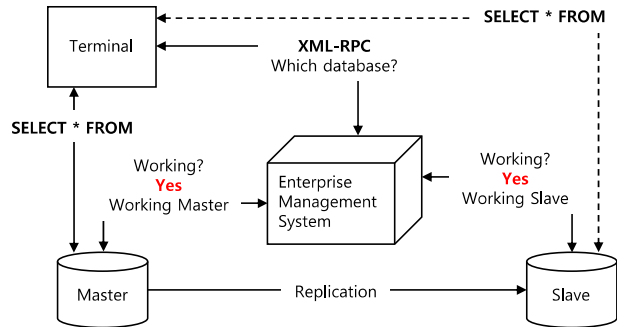 SELECT * FROM
Terminal
XML-RPC
Which database?
SELECT * FROM
Working?
Yes
Working Master
Enterprise
Management
System
Working?
Yes
Working Slave
Master
Replication
Slave